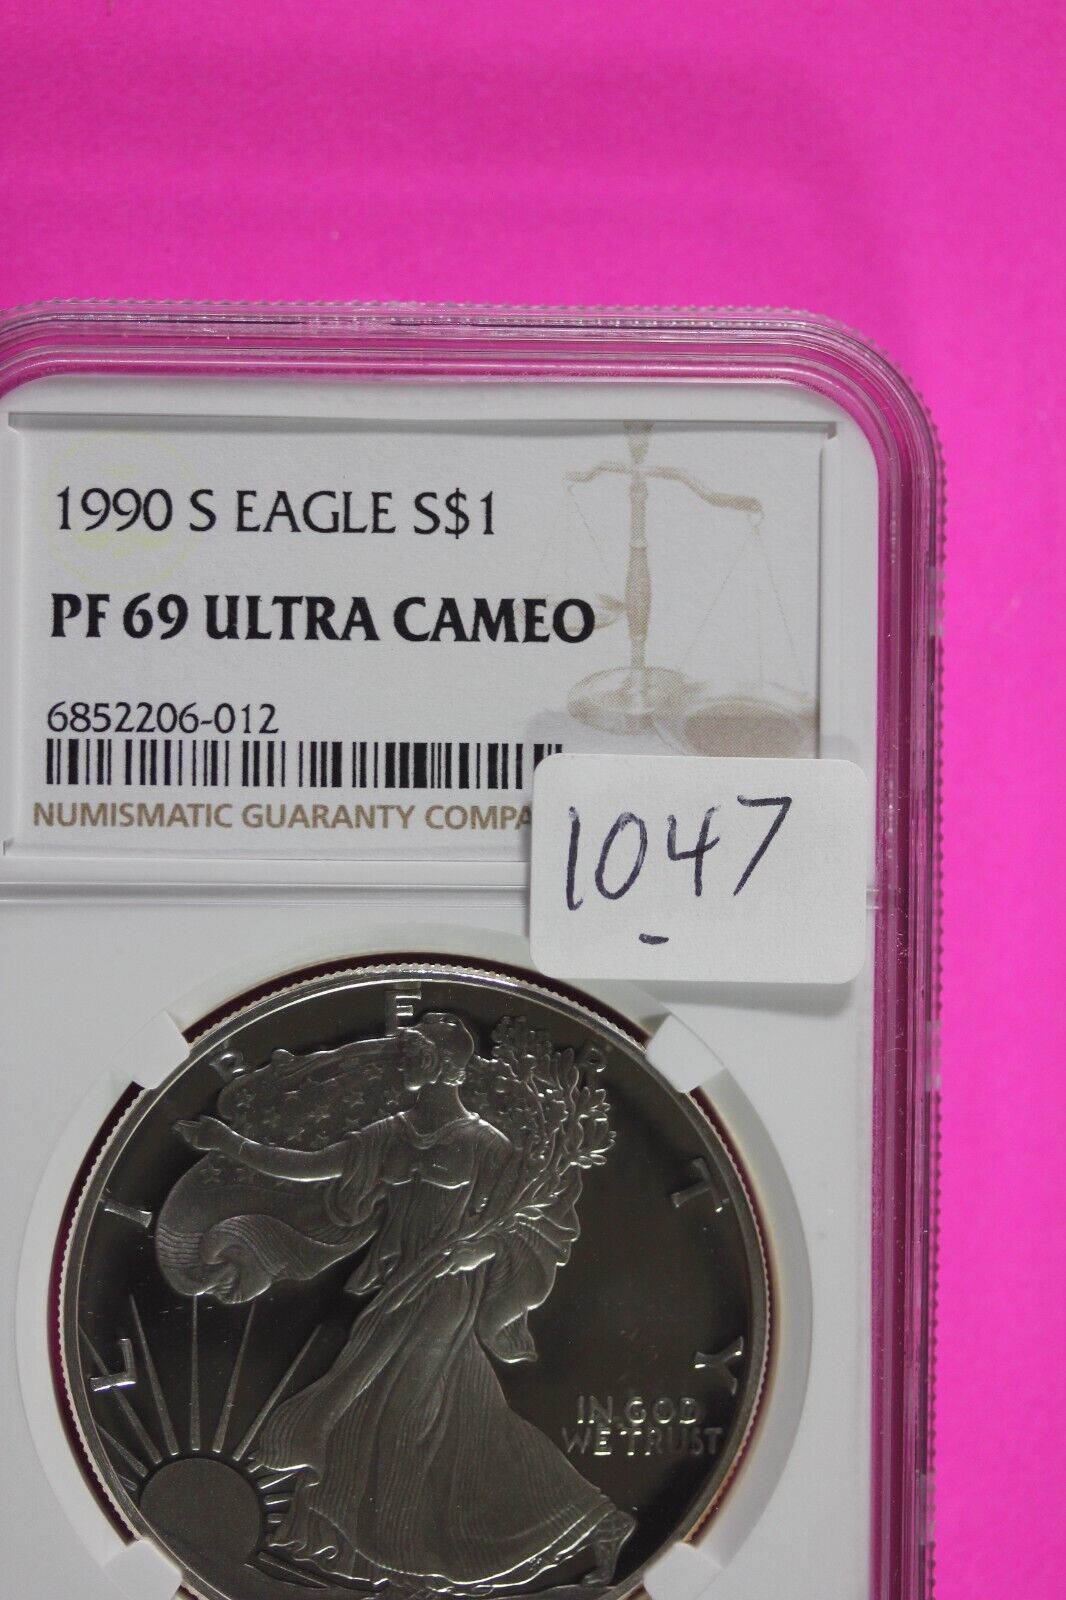 1990 S EAGLE S$1
PF 69 ULTRA CAMEO
6852206-012
NUMISMATIC GUARANTY COMPA
1047
LIBERTY
IN GOD
WE TRUST